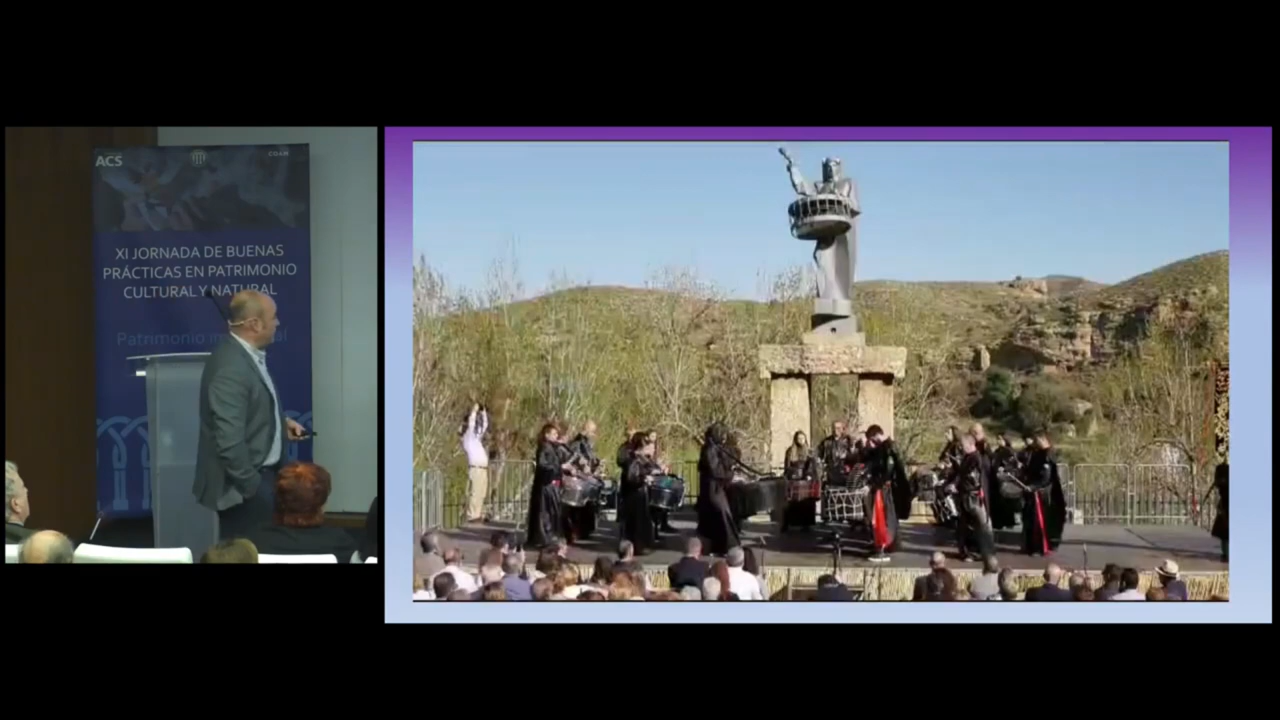 ACS
COAM
XI JORNADA DE BUENAS
PRÁCTICAS EN PATRIMONIO
CULTURAL Y NATURAL
Patrimonio